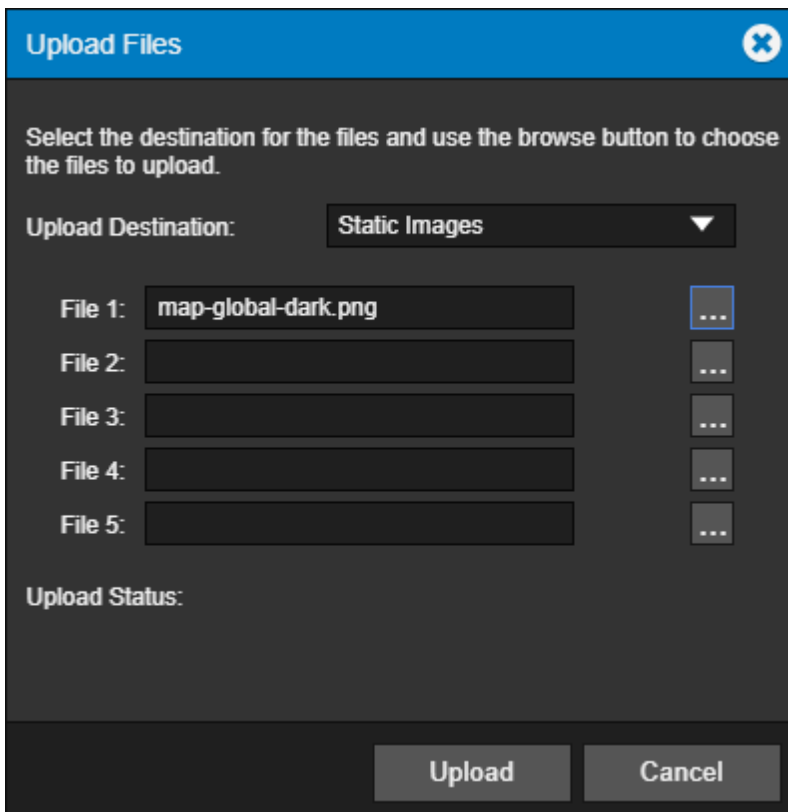 Upload Files
Select the destination for the files and use the browse button to choose
the files to upload.
Upload Destination: Static Images
File 1: map-global-dark.png ...
File 2: ...
File 3: ...
File 4: ...
File 5: ...
Upload Status:
Upload Cancel